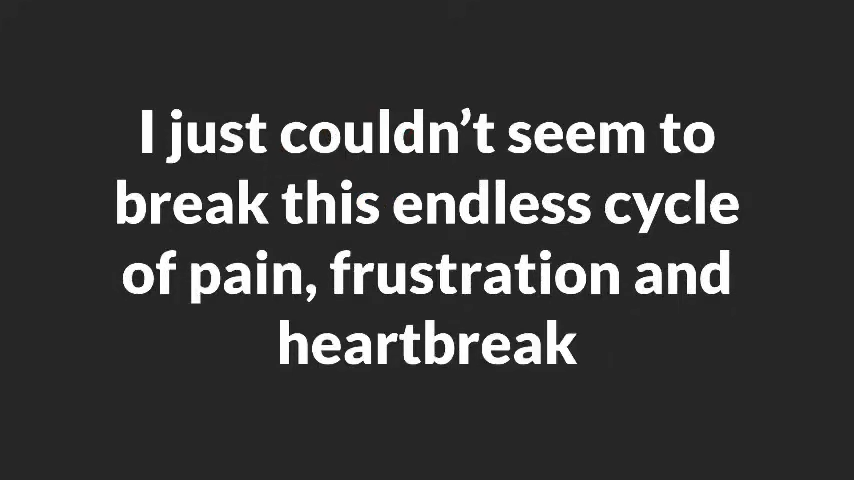 I just couldn’t seem to
break this endless cycle
of pain, frustration and
heartbreak